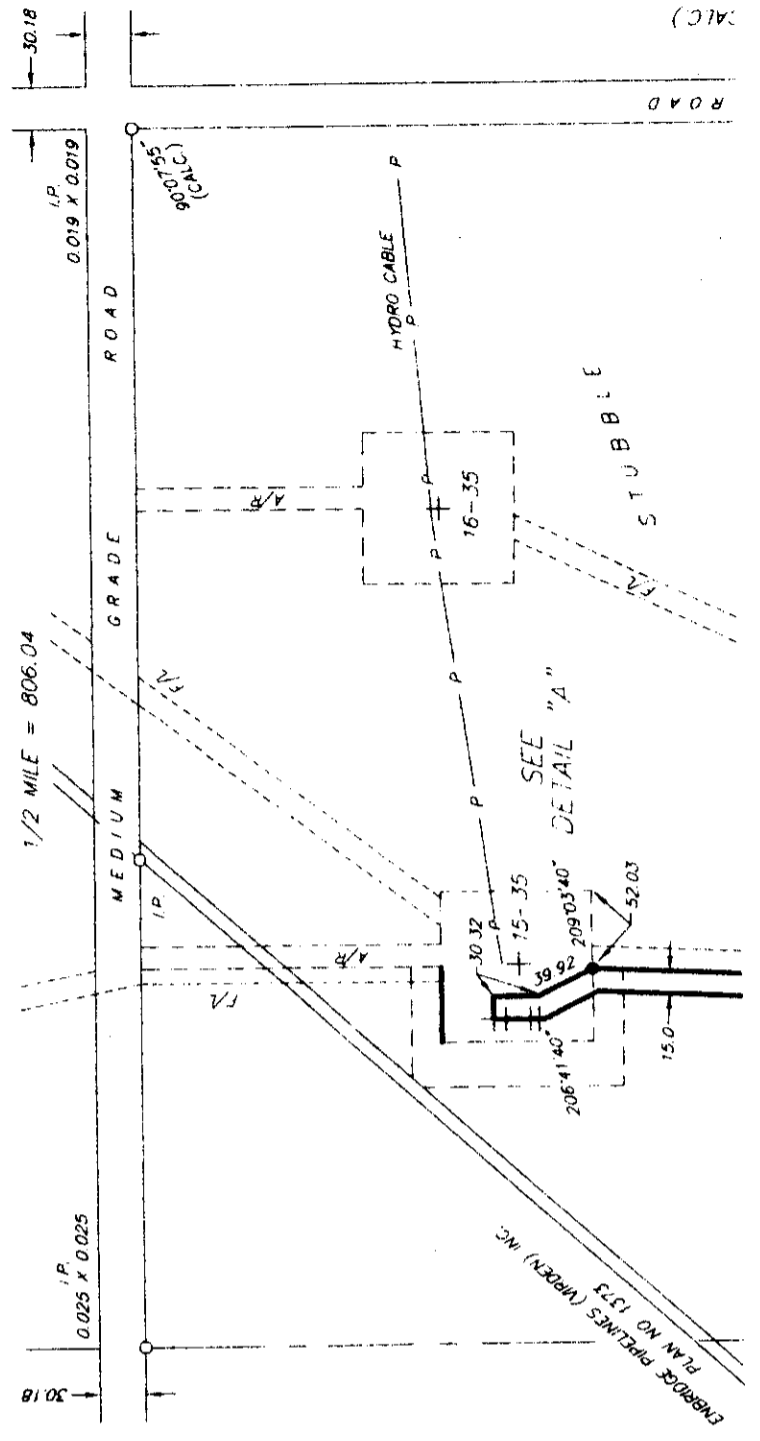 30.18
30.18
1/2 MILE = 806.04
I.P.
0.025 X 0.025
I.P.
0.019 X 0.019
MEDIUM GRADE ROAD
I.P.
90°07'55"
(CALC.)
ROAD
CALC.)
F/L
A/R
F/L
A/R
HYDRO CABLE
P
P
P
P
P
P
P
P
16-35
F/L
STUBBLE
SEE
DETAIL "A"
15-35
30.32
39.92
209°03'40"
52.03
206°41'40"
15.0
ENBRIDGE PIPELINES (VIRDEN) INC.
PLAN NO 1373